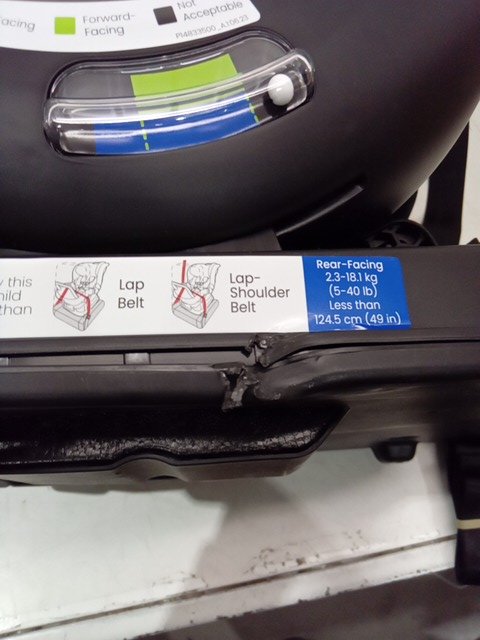 acing
Forward-
Facing
Not
Acceptable
PI4833500_A7D6.23
y this
hild
than
Lap
Belt
Lap-
Shoulder
Belt
Rear-Facing
2.3-18.1 kg
(5-40 lb)
Less than
124.5 cm (49 in)